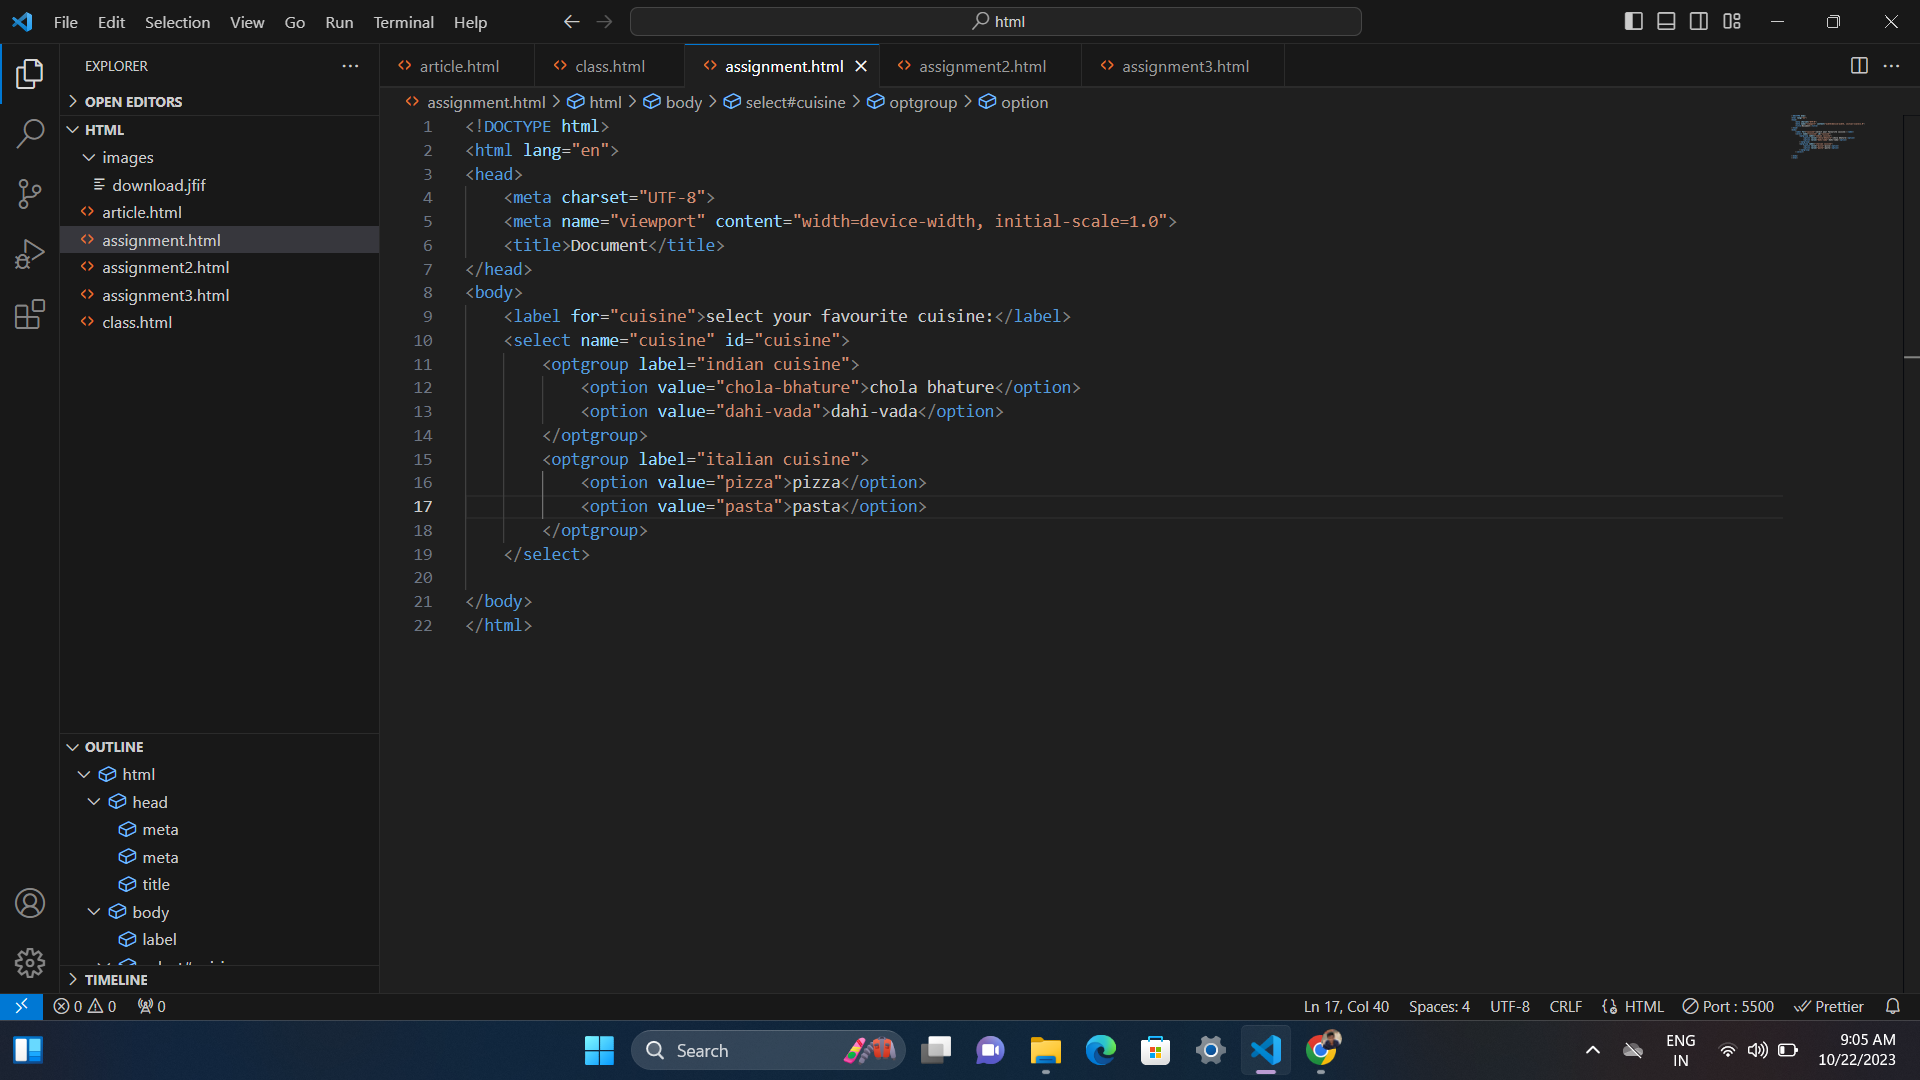 File Edit Selection View Go Run Terminal Help
html
EXPLORER
OPEN EDITORS
HTML
images
download.jfif
article.html
assignment.html
assignment2.html
assignment3.html
class.html
OUTLINE
html
head
meta
meta
title
body
label
TIMELINE
article.html class.html assignment.html assignment2.html assignment3.html
assignment.html > html > body > select#cuisine > optgroup > option
1 <!DOCTYPE html>
2 <html lang="en">
3 <head>
4 <meta charset="UTF-8">
5 <meta name="viewport" content="width=device-width, initial-scale=1.0">
6 <title>Document</title>
7 </head>
8 <body>
9 <label for="cuisine">select your favourite cuisine:</label>
10 <select name="cuisine" id="cuisine">
11 <optgroup label="indian cuisine">
12 <option value="chola-bhature">chola bhature</option>
13 <option value="dahi-vada">dahi-vada</option>
14 </optgroup>
15 <optgroup label="italian cuisine">
16 <option value="pizza">pizza</option>
17 <option value="pasta">pasta</option>
18 </optgroup>
19 </select>
20
21 </body>
22 </html>
0 0 0
Ln 17, Col 40 Spaces: 4 UTF-8 CRLF HTML Port : 5500 Prettier
Search
ENG
IN
9:05 AM
10/22/2023